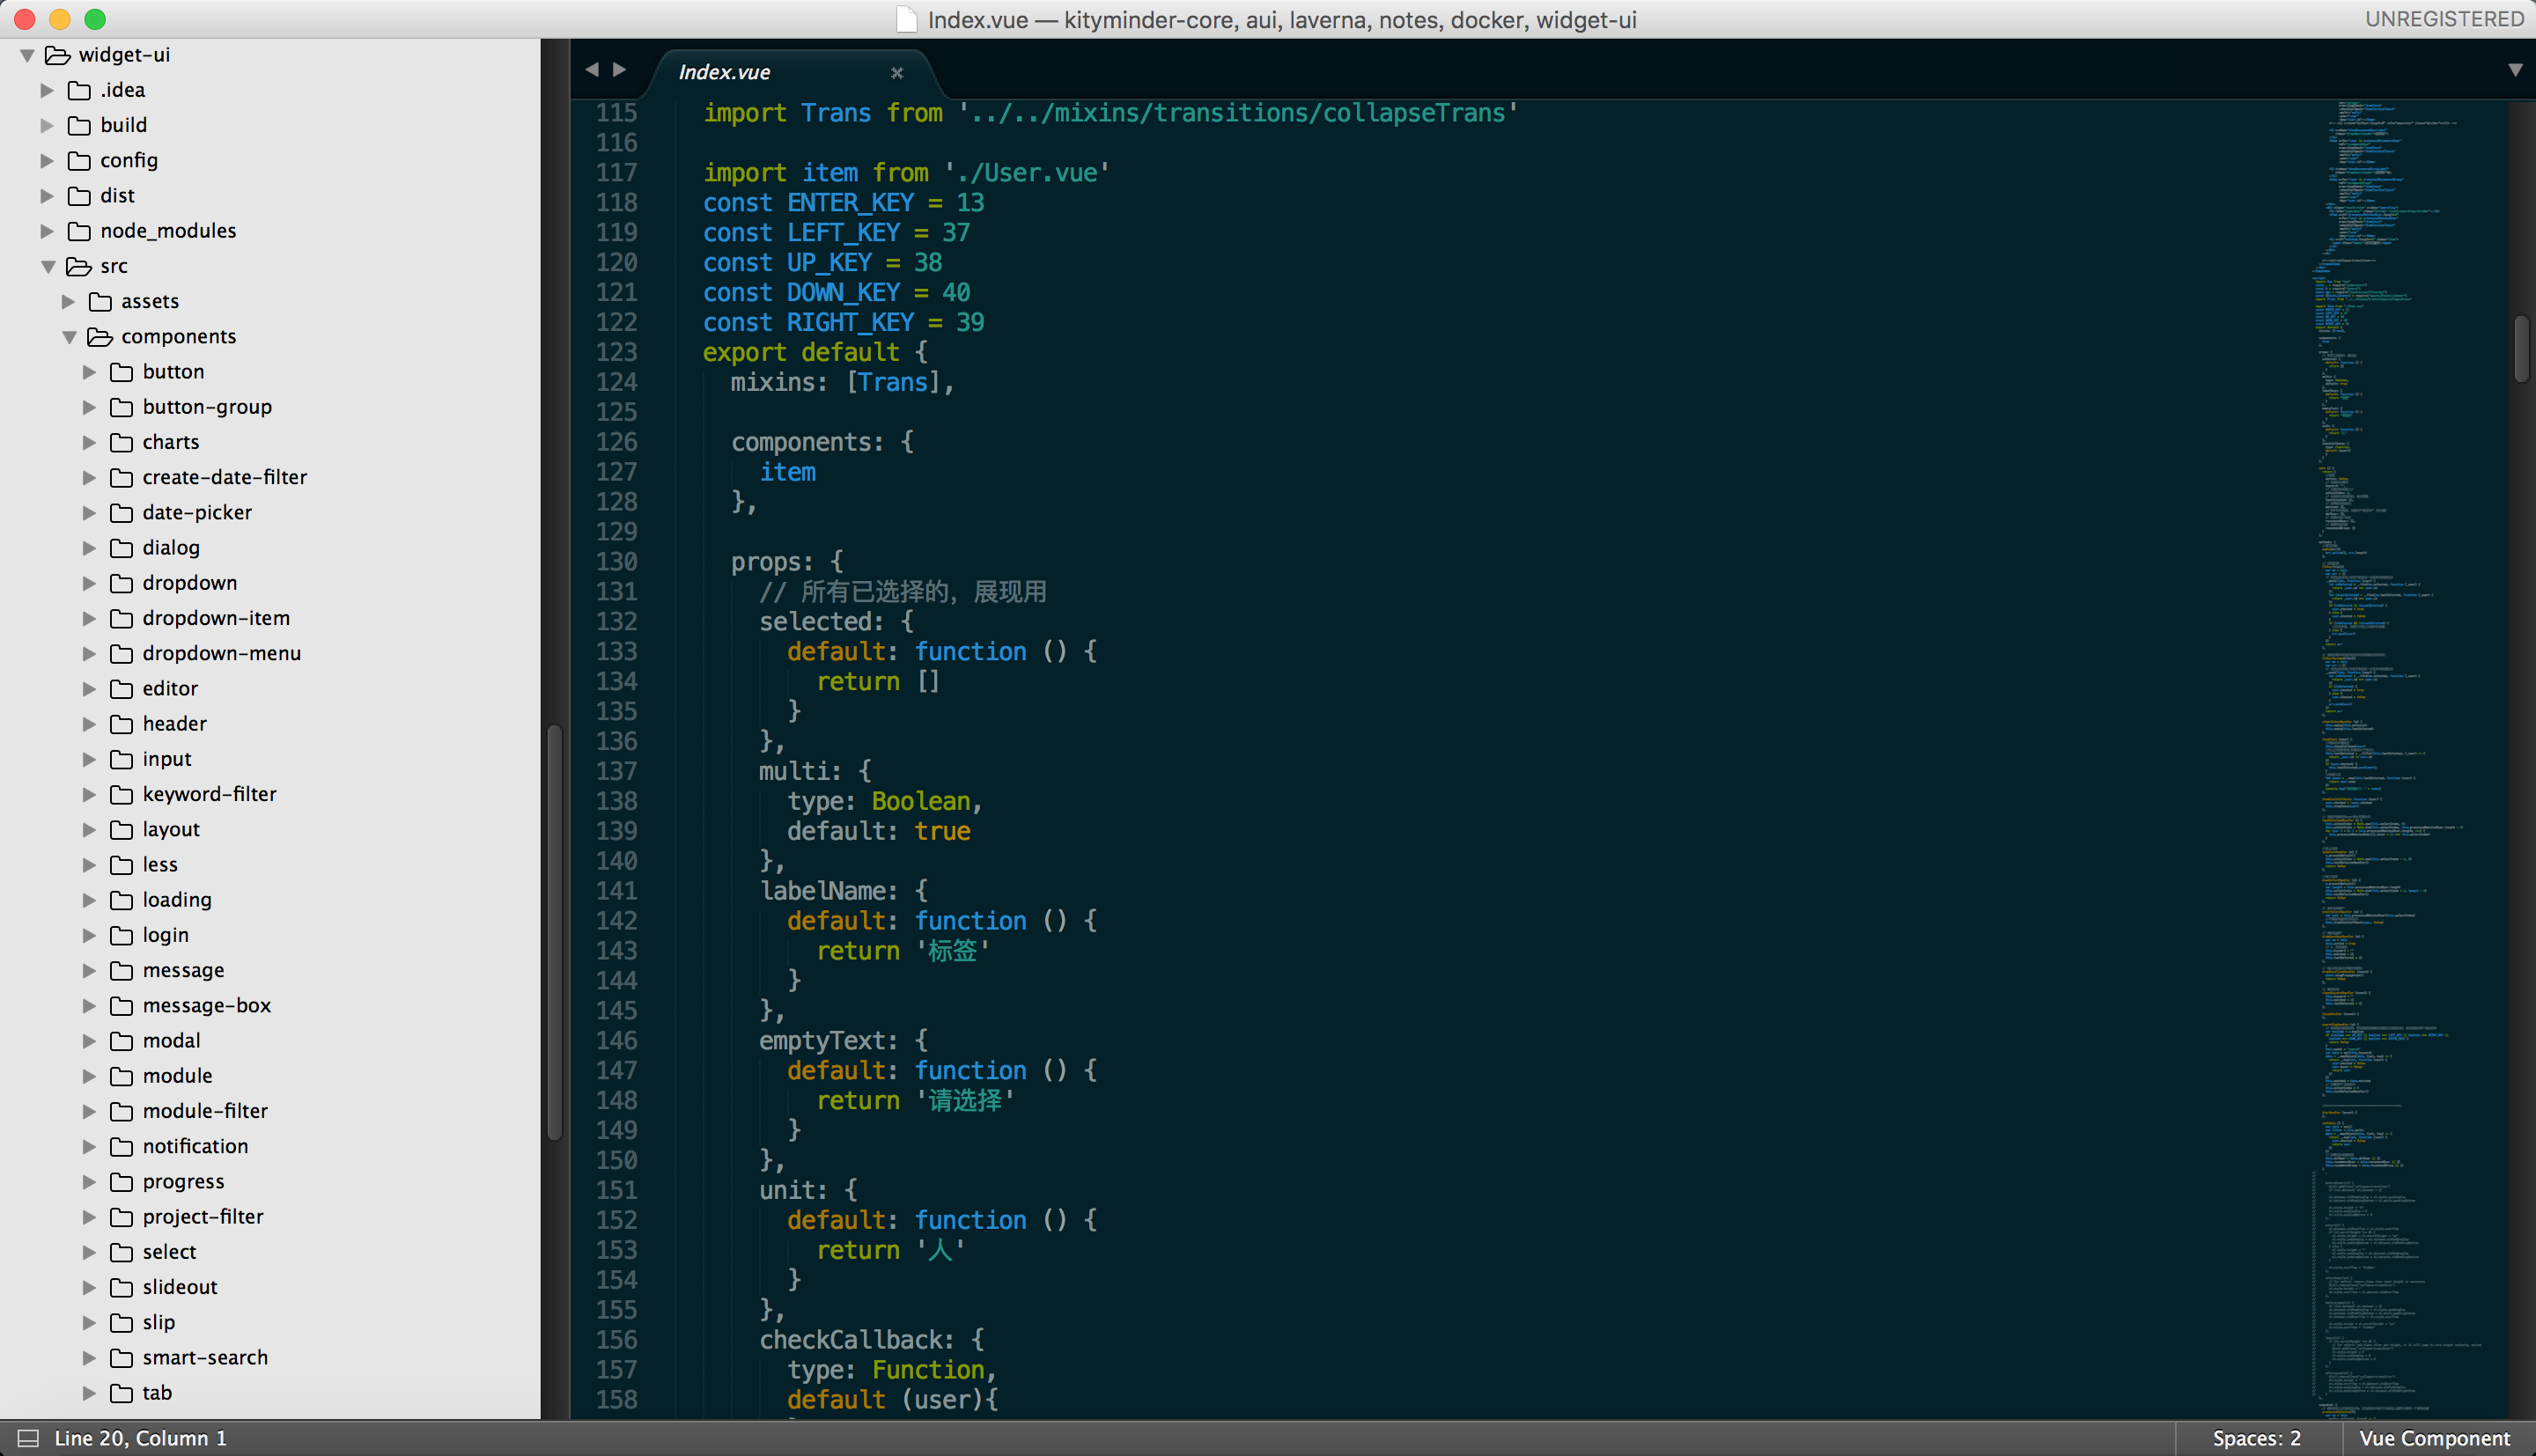 Index.vue — kityminder-core, aui, laverna, notes, docker, widget-ui
UNREGISTERED
widget-ui
.idea
build
config
dist
node_modules
src
assets
components
button
button-group
charts
create-date-filter
date-picker
dialog
dropdown
dropdown-item
dropdown-menu
editor
header
input
keyword-filter
layout
less
loading
login
message
message-box
modal
module
module-filter
notification
progress
project-filter
select
slideout
slip
smart-search
tab
Index.vue
115 import Trans from '../../mixins/transitions/collapseTrans'
116
117 import item from './User.vue'
118 const ENTER_KEY = 13
119 const LEFT_KEY = 37
120 const UP_KEY = 38
121 const DOWN_KEY = 40
122 const RIGHT_KEY = 39
123 export default {
124 mixins: [Trans],
125
126 components: {
127 item
128 },
129
130 props: {
131 // 所有已选择的，展现用
132 selected: {
133 default: function () {
134 return []
135 }
136 },
137 multi: {
138 type: Boolean,
139 default: true
140 },
141 labelName: {
142 default: function () {
143 return '标签'
144 }
145 },
146 emptyText: {
147 default: function () {
148 return '请选择'
149 }
150 },
151 unit: {
152 default: function () {
153 return '人'
154 }
155 },
156 checkCallback: {
157 type: Function,
158 default (user){
Line 20, Column 1
Spaces: 2
Vue Component